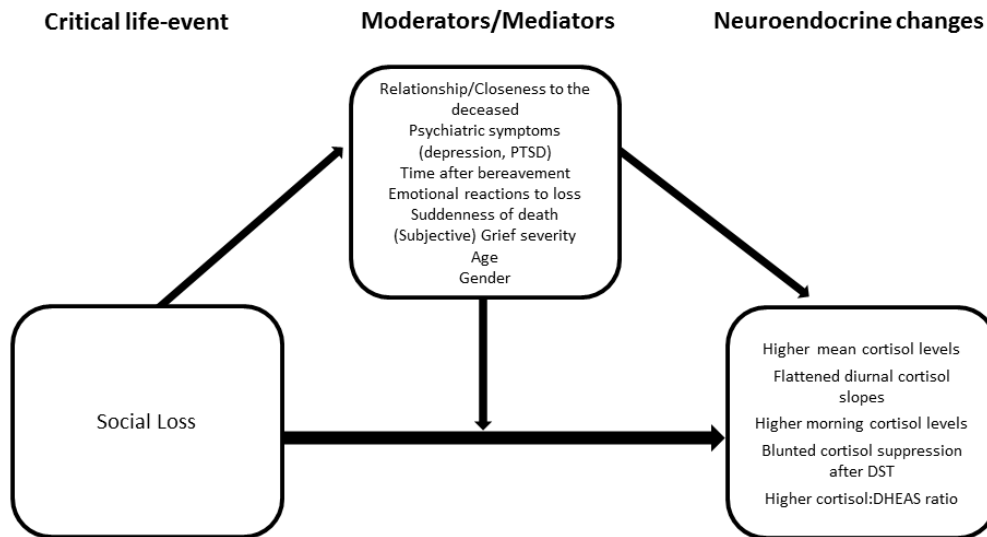 Critical life-event
Moderators/Mediators
Neuroendocrine changes
Relationship/Closeness to the
deceased
Psychiatric symptoms
(depression, PTSD)
Time after bereavement
Emotional reactions to loss
Suddenness of death
(Subjective) Grief severity
Age
Gender
Social Loss
Higher mean cortisol levels
Flattened diurnal cortisol
slopes
Higher morning cortisol levels
Blunted cortisol suppression
after DST
Higher cortisol:DHEAS ratio